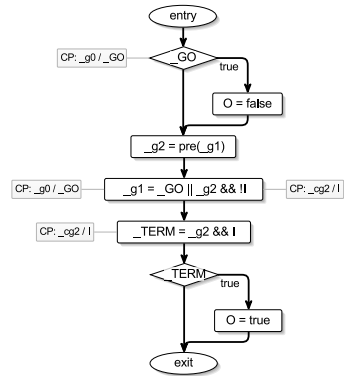 entry
CP: _g0 / _GO
_GO
true
O = false
_g2 = pre(_g1)
CP: _g0 / _GO
_g1 = _GO || _g2 && !I
CP: _cg2 / I
CP: _cg2 / I
_TERM = _g2 && I
_TERM
true
O = true
exit